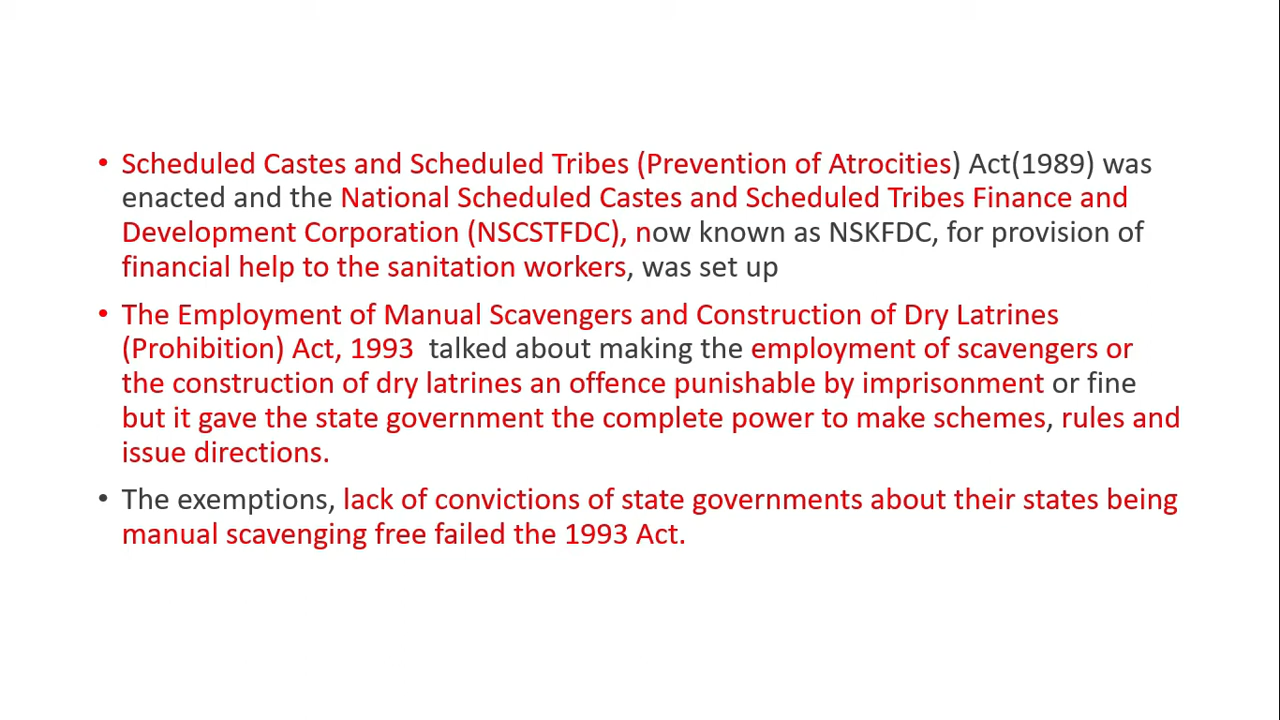 • Scheduled Castes and Scheduled Tribes (Prevention of Atrocities) Act(1989) was
enacted and the National Scheduled Castes and Scheduled Tribes Finance and
Development Corporation (NSCSTFDC), now known as NSKFDC, for provision of
financial help to the sanitation workers, was set up
• The Employment of Manual Scavengers and Construction of Dry Latrines
(Prohibition) Act, 1993 talked about making the employment of scavengers or
the construction of dry latrines an offence punishable by imprisonment or fine
but it gave the state government the complete power to make schemes, rules and
issue directions.
• The exemptions, lack of convictions of state governments about their states being
manual scavenging free failed the 1993 Act.